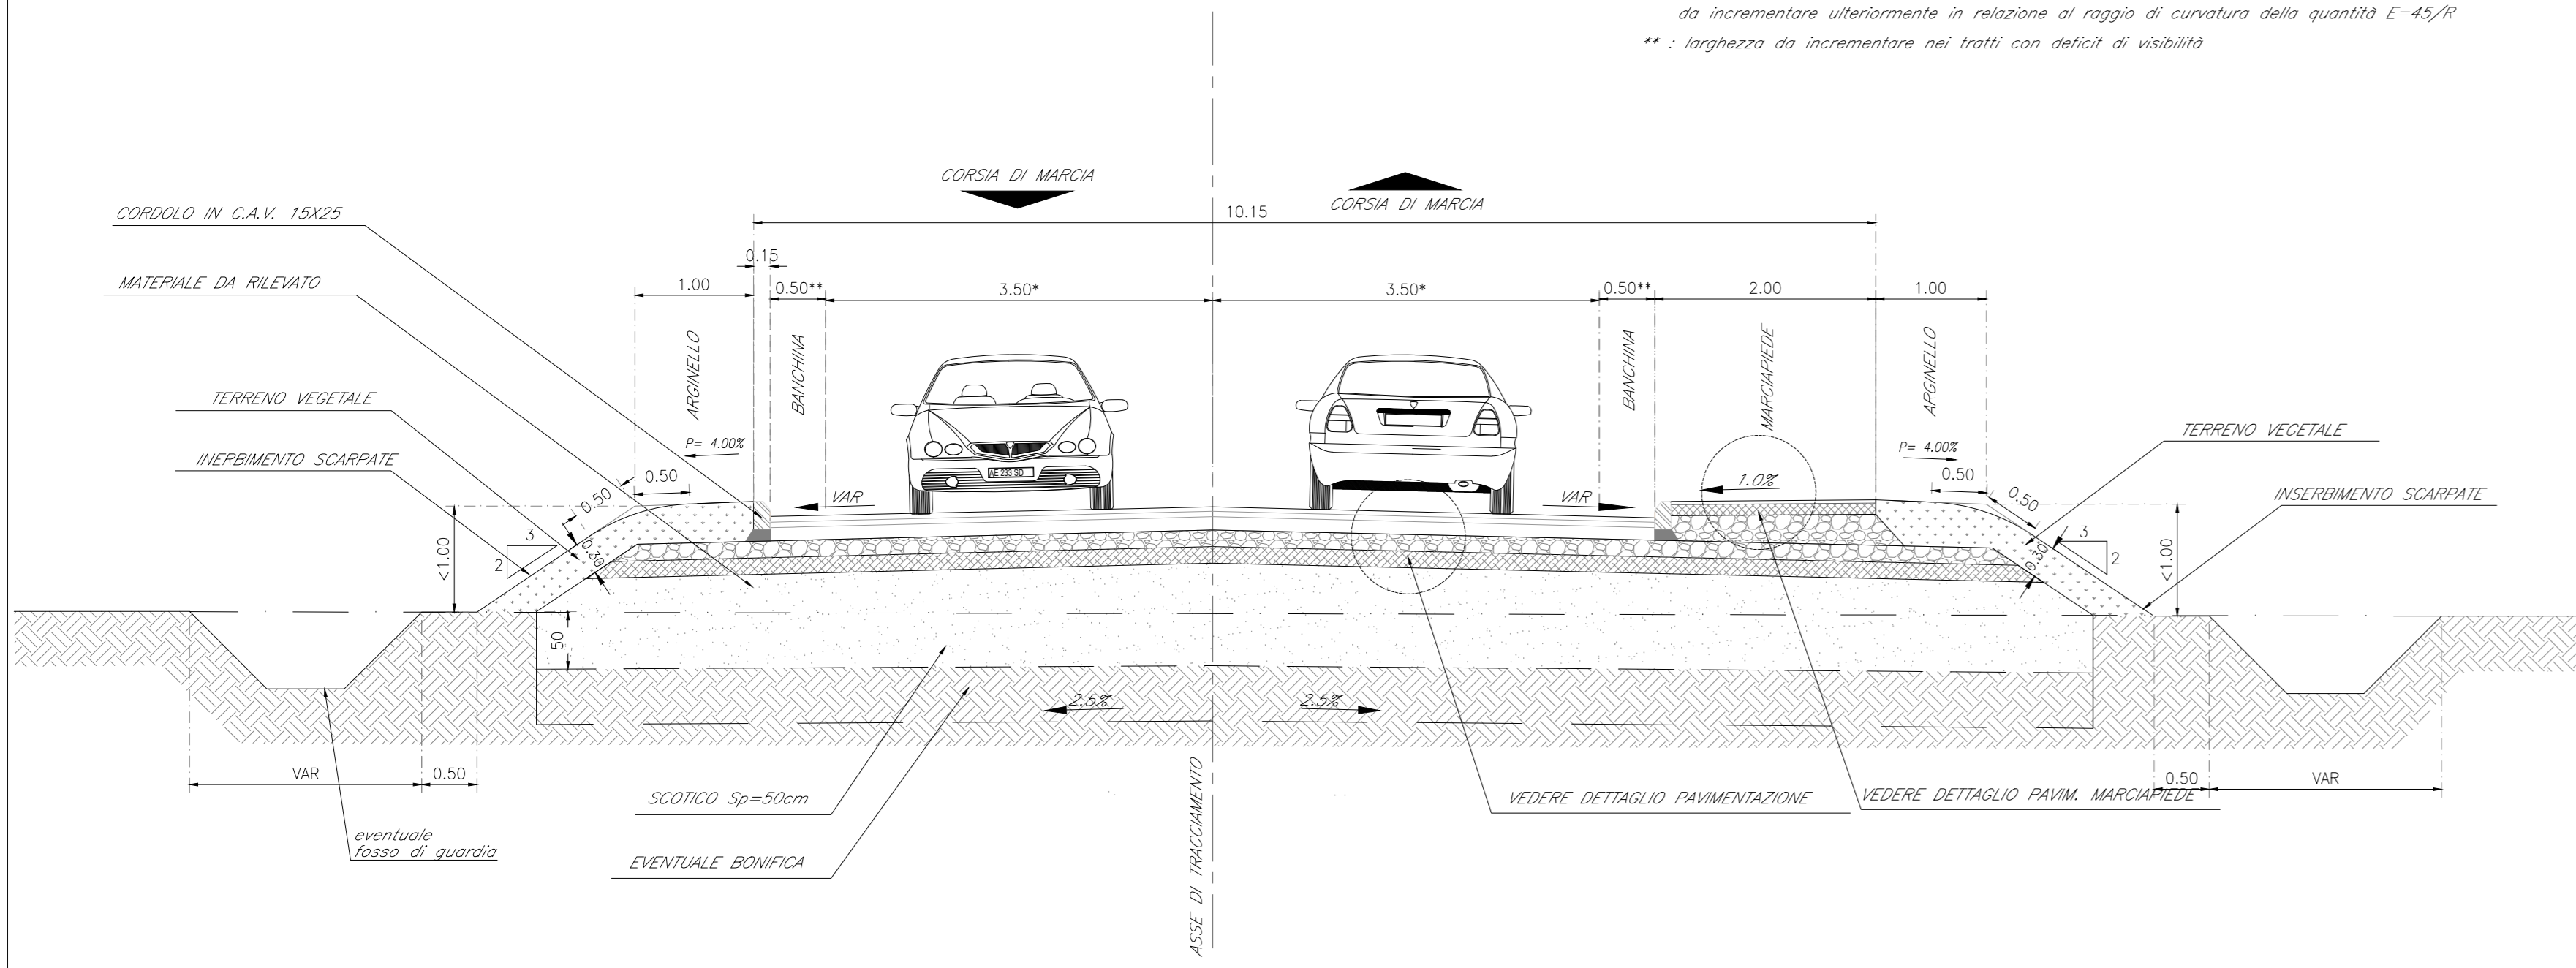 da incrementare ulteriormente in relazione al raggio di curvatura della quantità E=45/R
** : larghezza da incrementare nei tratti con deficit di visibilità
CORSIA DI MARCIA
CORSIA DI MARCIA
CORDOLO IN C.A.V. 15X25
10.15
0.15
MATERIALE DA RILEVATO
1.00
0.50**
3.50*
3.50*
0.50**
2.00
1.00
ARGINELLO
BANCHINA
BANCHINA
MARCIAPIEDE
ARGINELLO
TERRENO VEGETALE
P= 4.00%
P= 4.00%
TERRENO VEGETALE
INERBIMENTO SCARPATE
0.50
0.50
AE 233 SD
1.0%
0.50
0.50
INSERBIMENTO SCARPATE
VAR
VAR
<1.00
3
2
0.30
0.30
3
2
<1.00
50
2.5%
2.5%
VAR
0.50
0.50
VAR
SCOTICO Sp=50cm
VEDERE DETTAGLIO PAVIMENTAZIONE
VEDERE DETTAGLIO PAVIM. MARCIAPIEDE
eventuale
fosso di guardia
EVENTUALE BONIFICA
ASSE DI TRACCIAMENTO